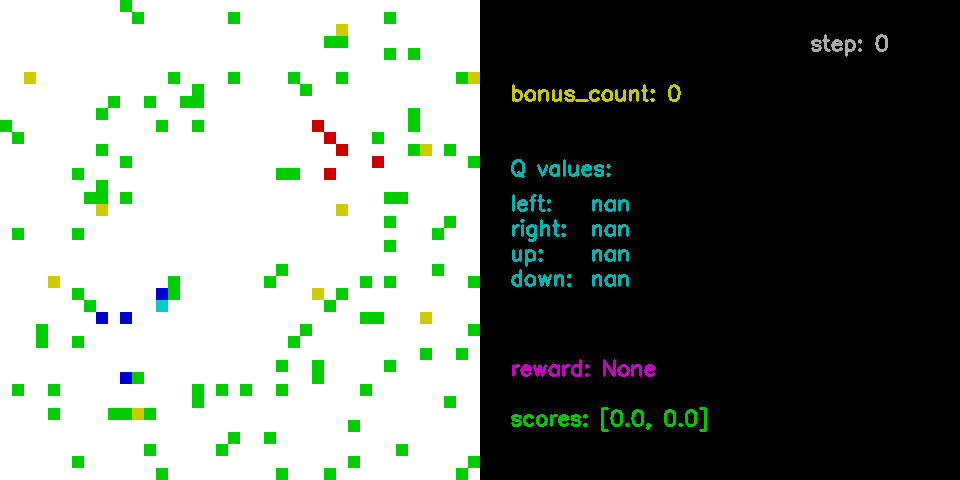 step: 0
bonus_count: 0
Q values:
left: nan
right: nan
up: nan
down: nan
reward: None
scores: [0.0, 0.0]